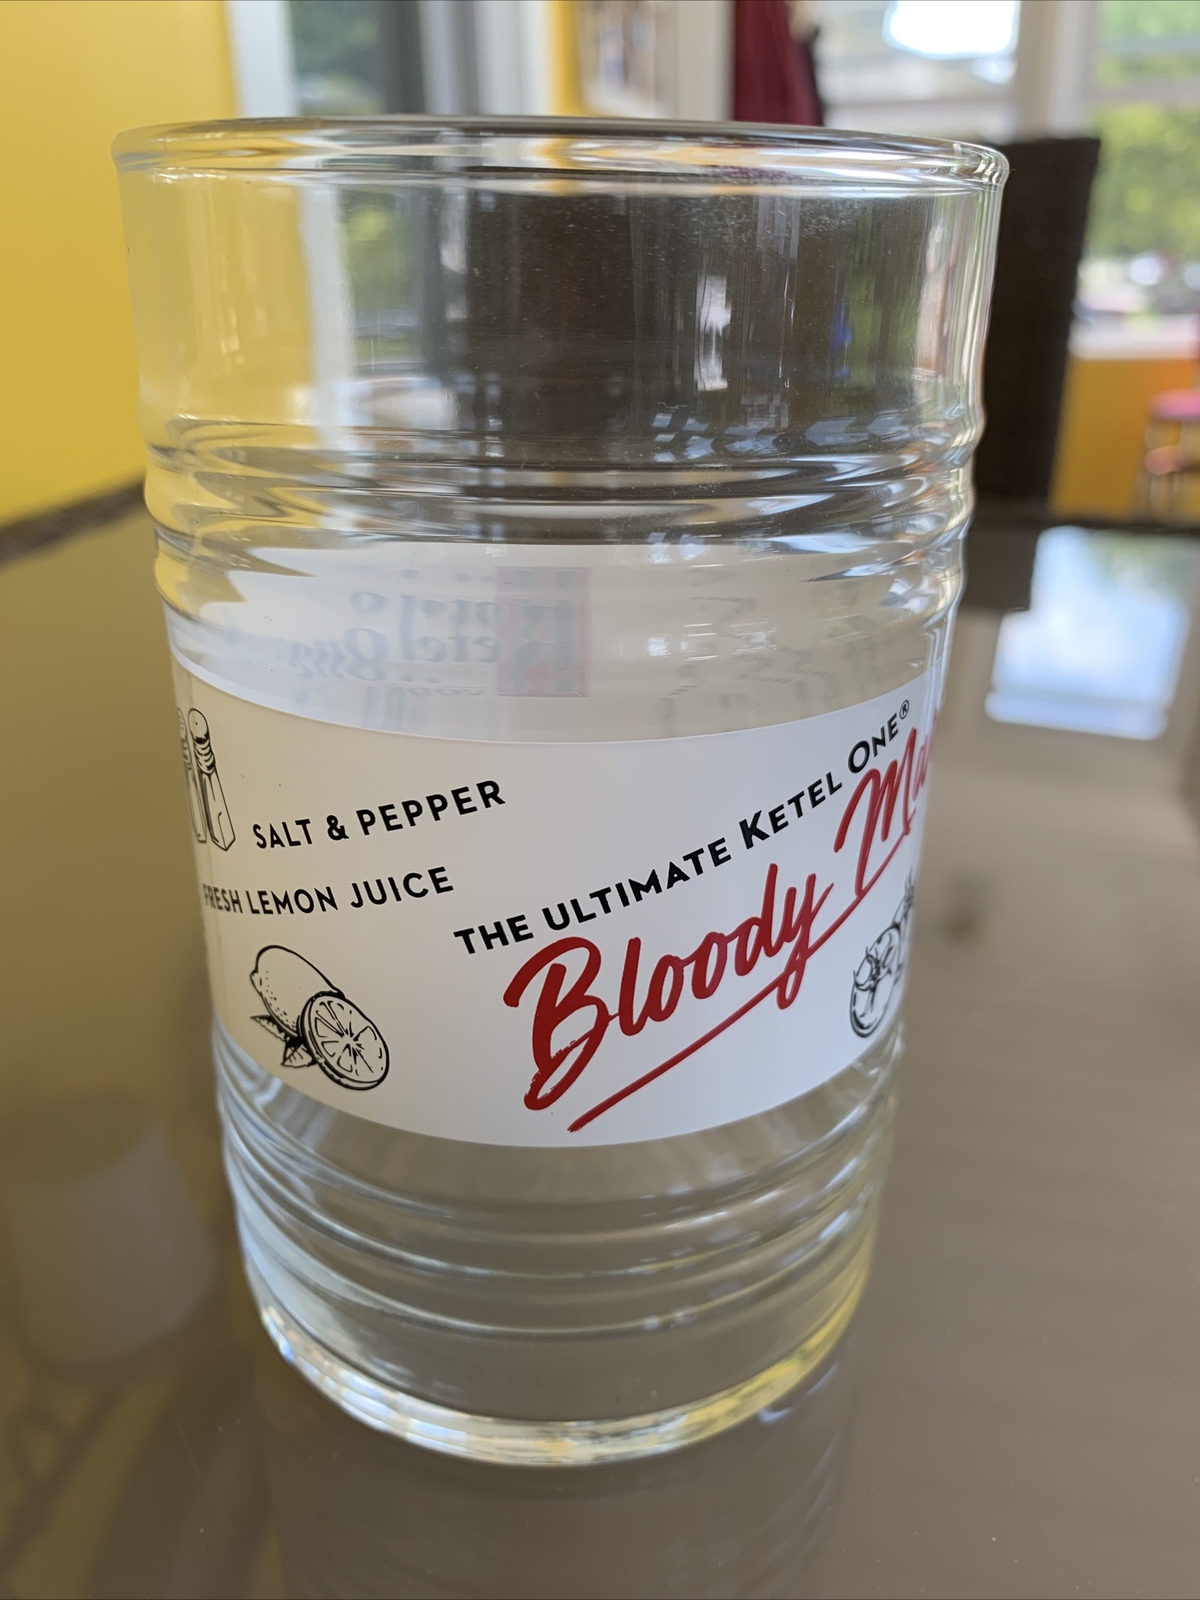 SALT & PEPPER
FRESH LEMON JUICE
THE ULTIMATE KETEL ONE®
Bloody